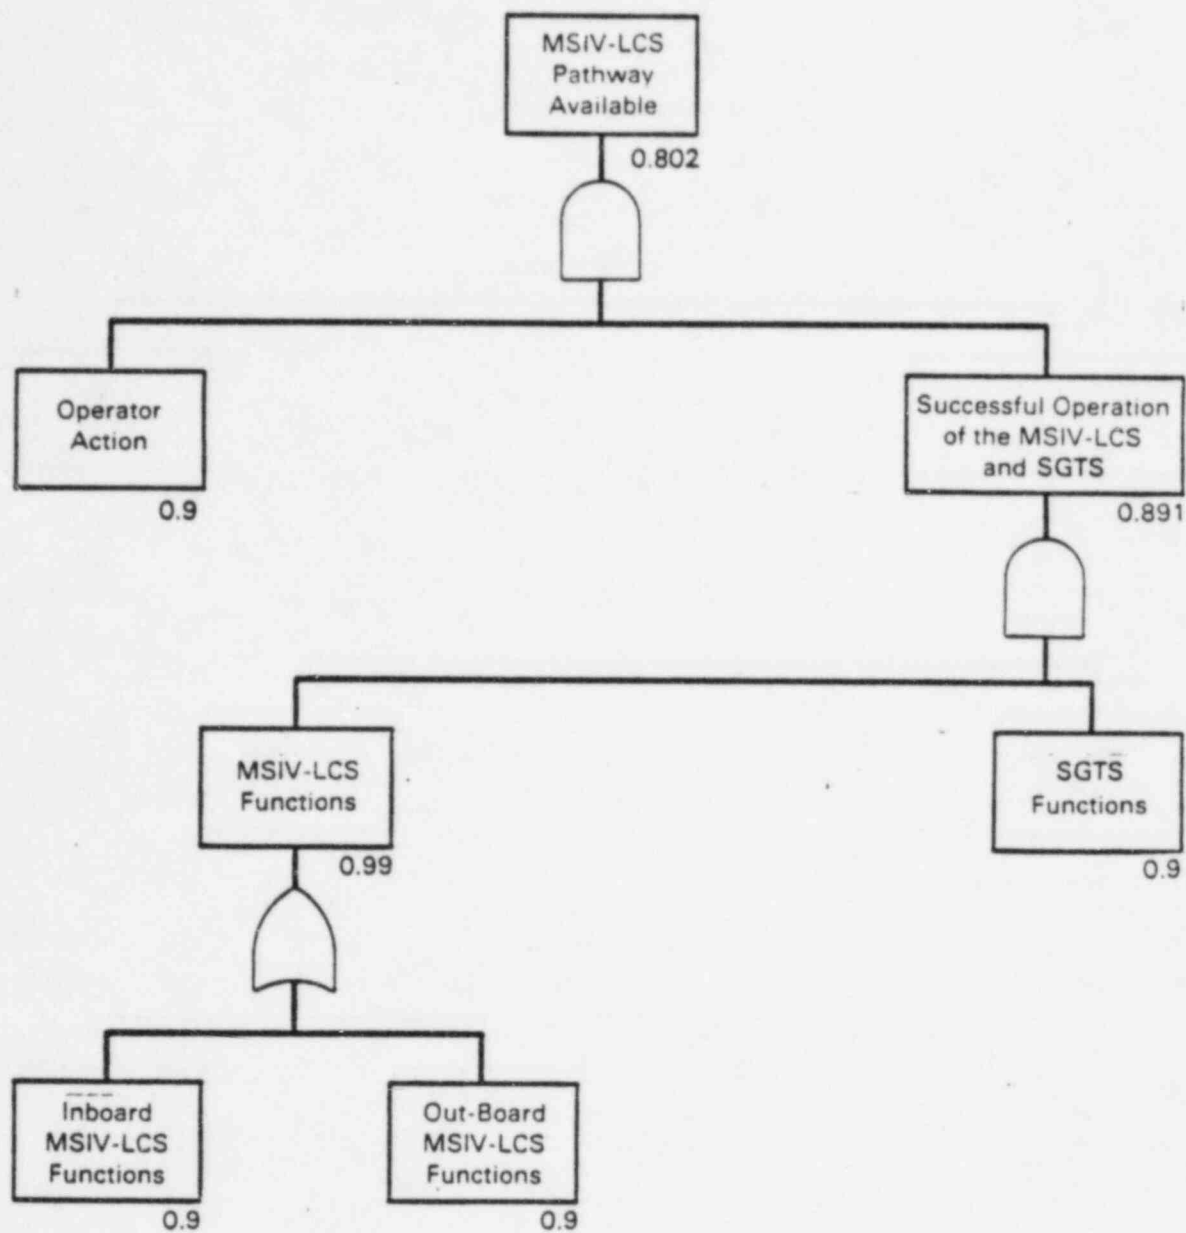 MSIV-LCS
Pathway
Available
0.802
Operator
Action
0.9
Successful Operation
of the MSIV-LCS
and SGTS
0.891
MSIV-LCS
Functions
0.99
SGTS
Functions
0.9
Inboard
MSIV-LCS
Functions
0.9
Out-Board
MSIV-LCS
Functions
0.9